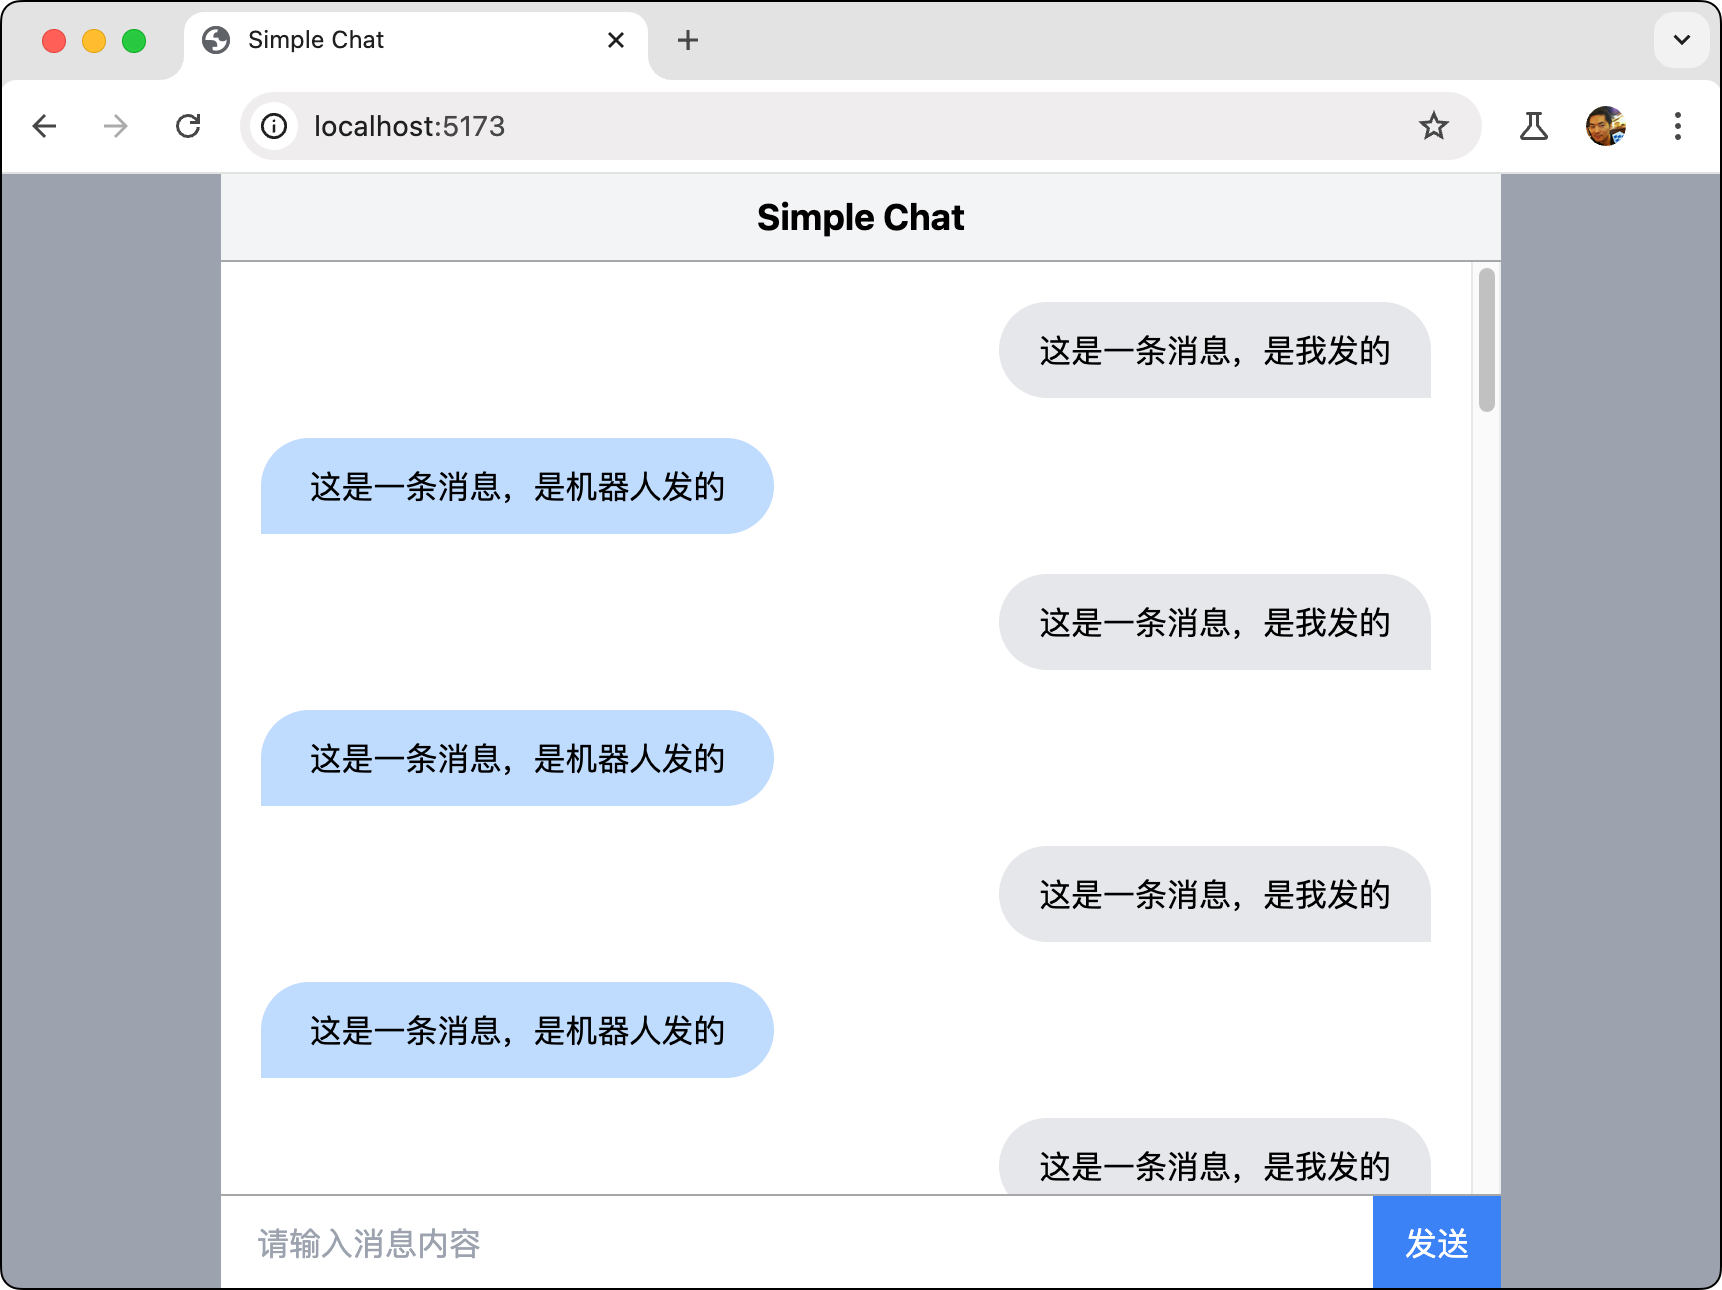 Simple Chat
localhost:5173
Simple Chat
这是一条消息，是我发的
这是一条消息，是机器人发的
这是一条消息，是我发的
这是一条消息，是机器人发的
这是一条消息，是我发的
这是一条消息，是机器人发的
这是一条消息，是我发的
请输入消息内容
发送